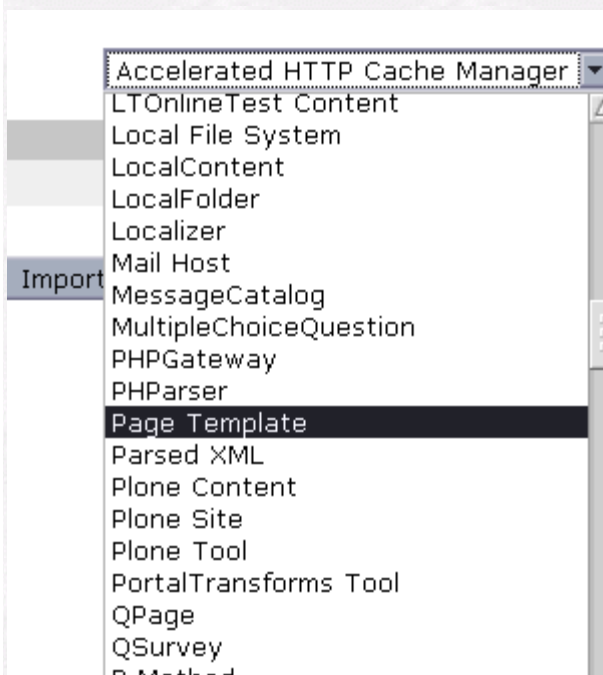 Accelerated HTTP Cache Manager
LTOnlineTest Content
Local File System
LocalContent
LocalFolder
Localizer
Mail Host
Import
MessageCatalog
MultipleChoiceQuestion
PHPGateway
PHParser
Page Template
Parsed XML
Plone Content
Plone Site
Plone Tool
PortalTransforms Tool
QPage
QSurvey